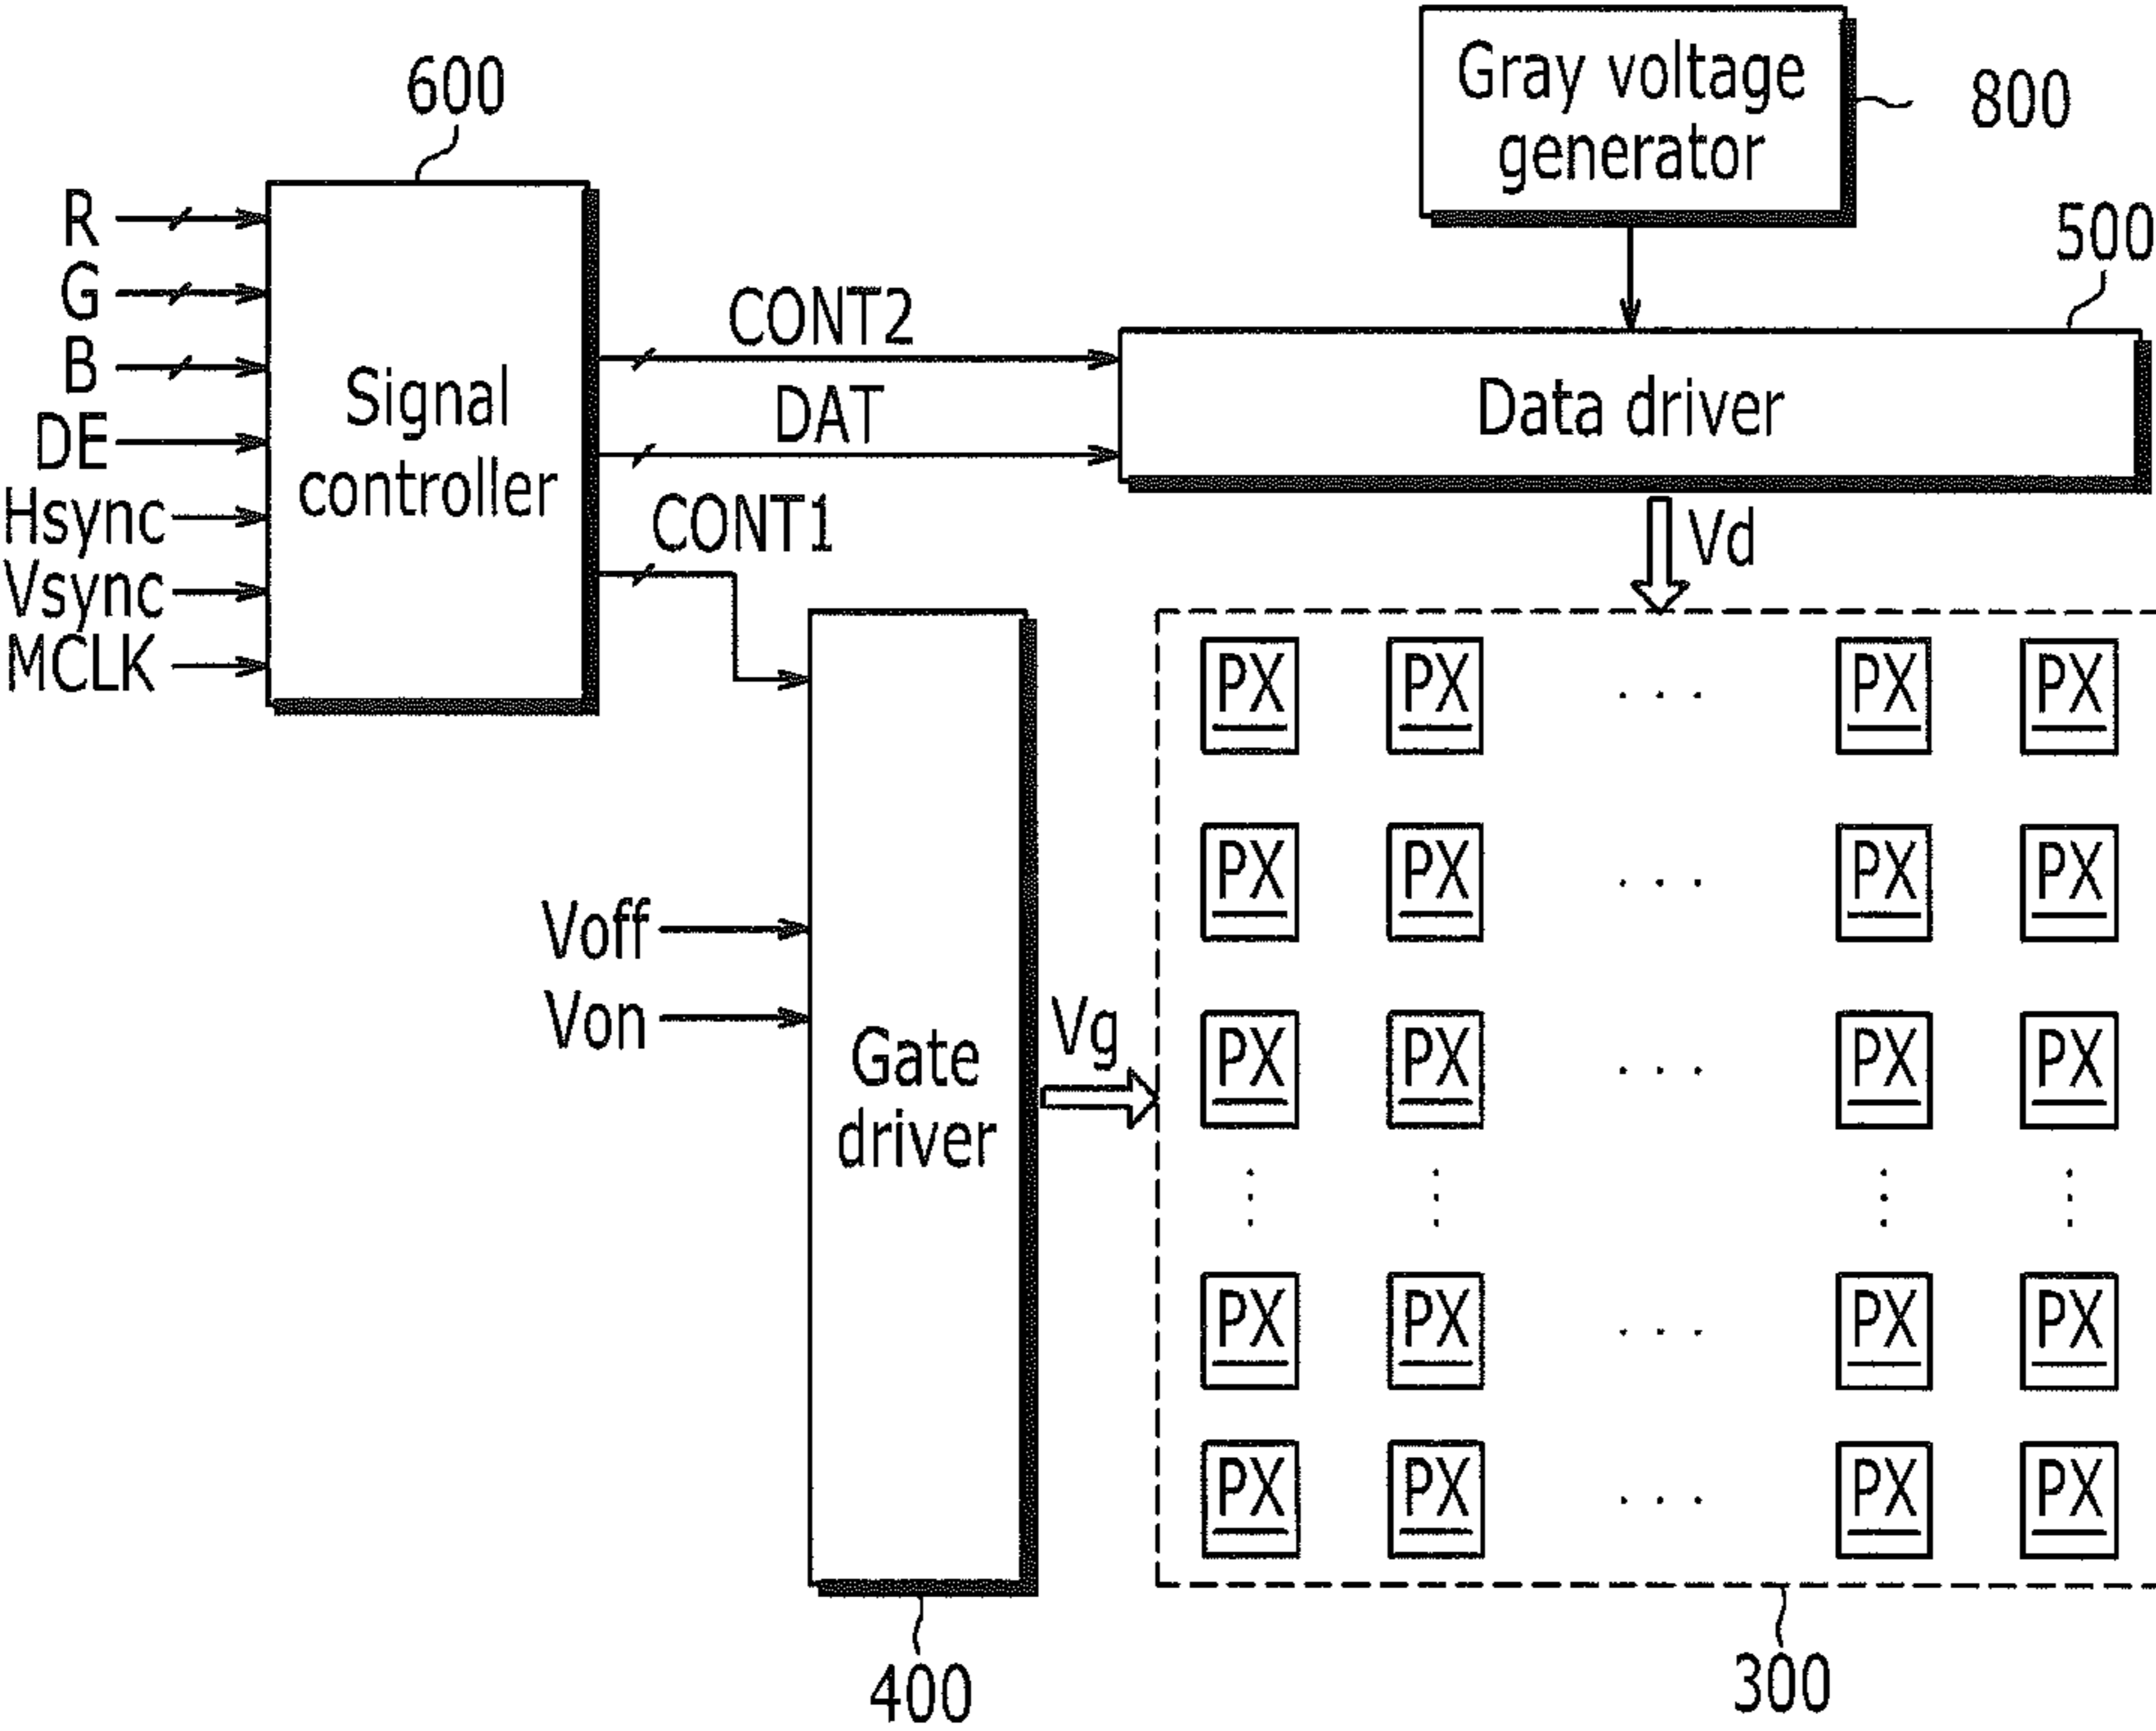 600
Gray voltage
generator
800
R
G
B
DE
Hsync
Vsync
MCLK
Signal
controller
CONT2
DAT
CONT1
500
Data driver
Vd
Voff
Von
Gate
driver
Vg
PX PX ... PX PX
PX PX ... PX PX
PX PX ... PX PX
PX PX ... PX PX
PX PX ... PX PX
400
300